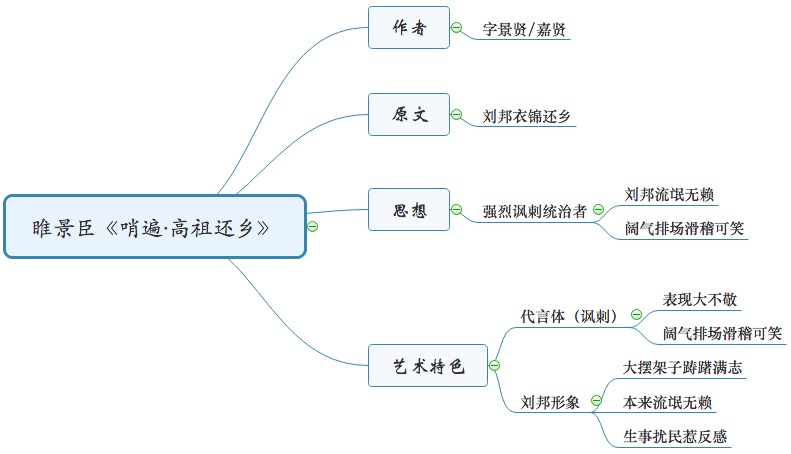 睢景臣《哨遍·高祖还乡》
作者
字景贤/嘉贤
原文
刘邦衣锦还乡
思想
强烈讽刺统治者
刘邦流氓无赖
阔气排场滑稽可笑
艺术特色
代言体（讽刺）
表现大不敬
阔气排场滑稽可笑
刘邦形象
大摆架子踌躇满志
本来流氓无赖
生事扰民惹反感